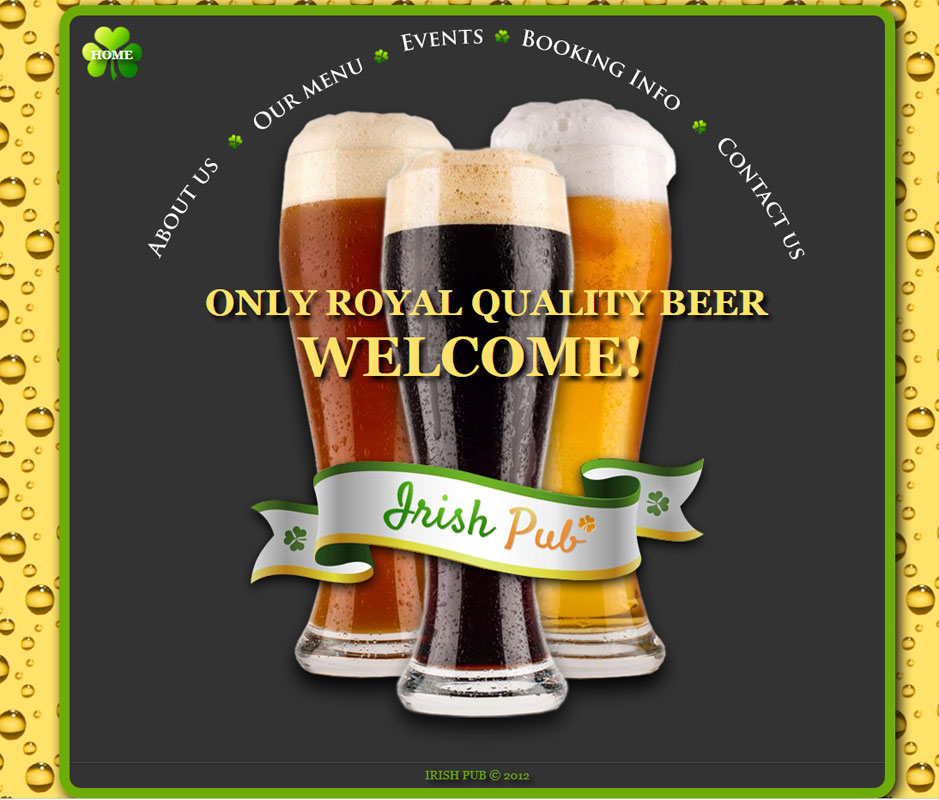 HOME
ABOUT US
OUR MENU
EVENTS
BOOKING INFO
CONTACT US
ONLY ROYAL QUALITY BEER
WELCOME!
Irish Pub
IRISH PUB © 2012